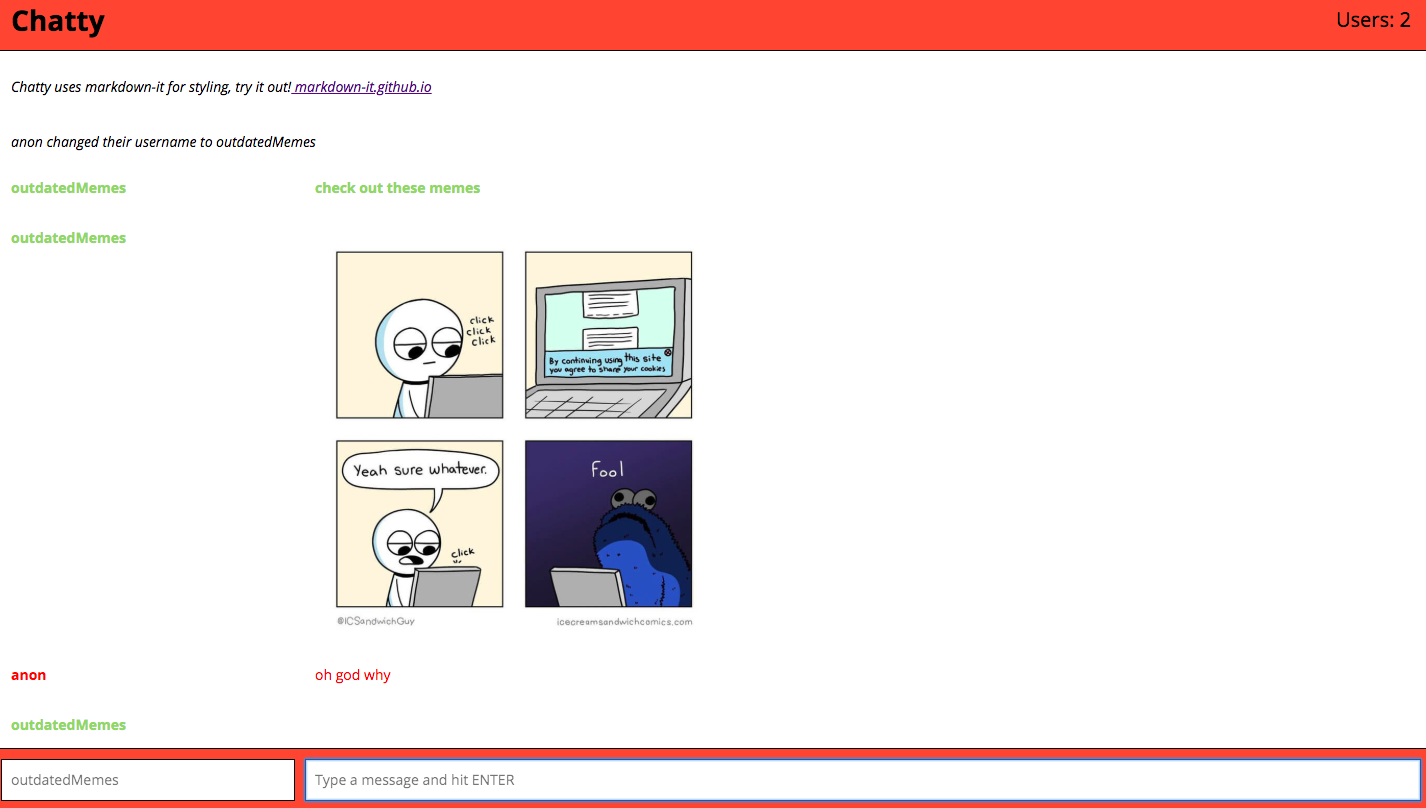 Chatty
Users: 2
Chatty uses markdown-it for styling, try it out! markdown-it.github.io
anon changed their username to outdatedMemes
outdatedMemes check out these memes
outdatedMemes
click
click
click
By continuing using this site
you agree to share your cookies
Yeah sure whatever.
click
Fool
@ICSandwichGuy
icecreamsandwichcomics.com
anon oh god why
outdatedMemes
outdatedMemes
Type a message and hit ENTER